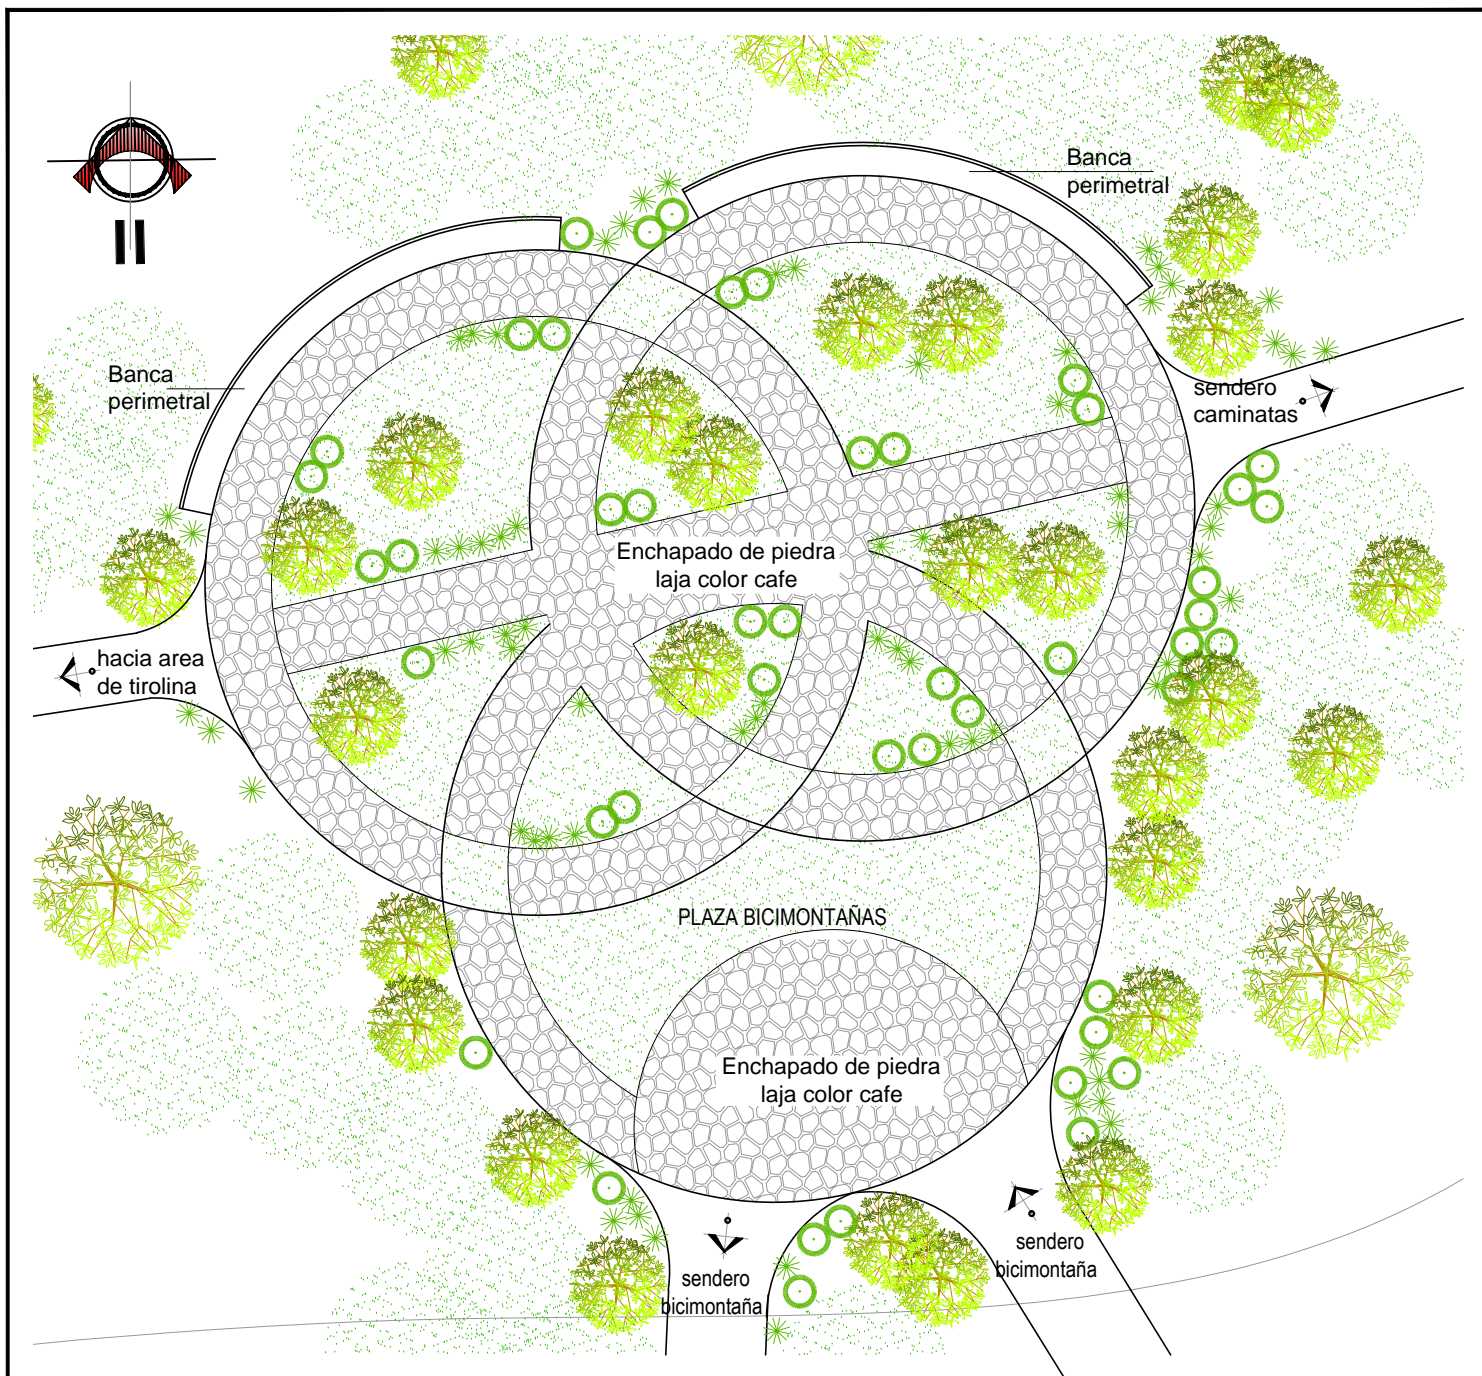 Banca
perimetral
Banca
perimetral
sendero
caminatas
Enchapado de piedra
laja color cafe
hacia area
de tirolina
PLAZA BICIMONTAÑAS
Enchapado de piedra
laja color cafe
sendero
bicimontaña
sendero
bicimontaña